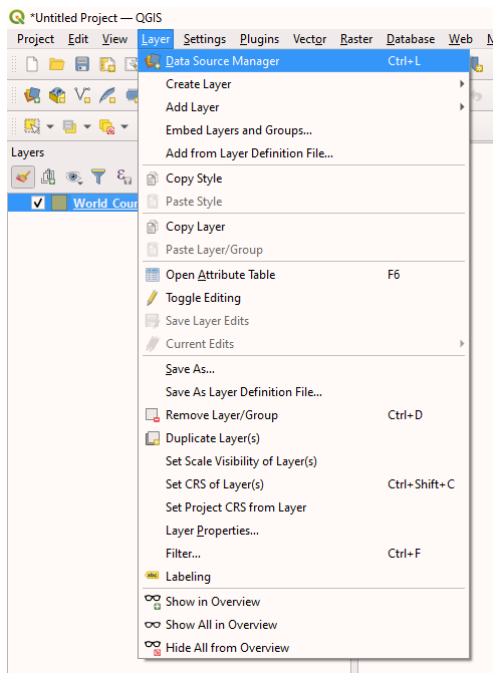 *Untitled Project — QGIS
Project Edit View Layer Settings Plugins Vector Raster Database Web
Data Source Manager Ctrl+L
Create Layer
Add Layer
Embed Layers and Groups...
Add from Layer Definition File...
Layers
Copy Style
Paste Style
World Cour
Copy Layer
Paste Layer/Group
Open Attribute Table F6
Toggle Editing
Save Layer Edits
Current Edits
Save As...
Save As Layer Definition File...
Remove Layer/Group Ctrl+D
Duplicate Layer(s)
Set Scale Visibility of Layer(s)
Set CRS of Layer(s) Ctrl+Shift+C
Set Project CRS from Layer
Layer Properties...
Filter... Ctrl+F
abc Labeling
Show in Overview
Show All in Overview
Hide All from Overview